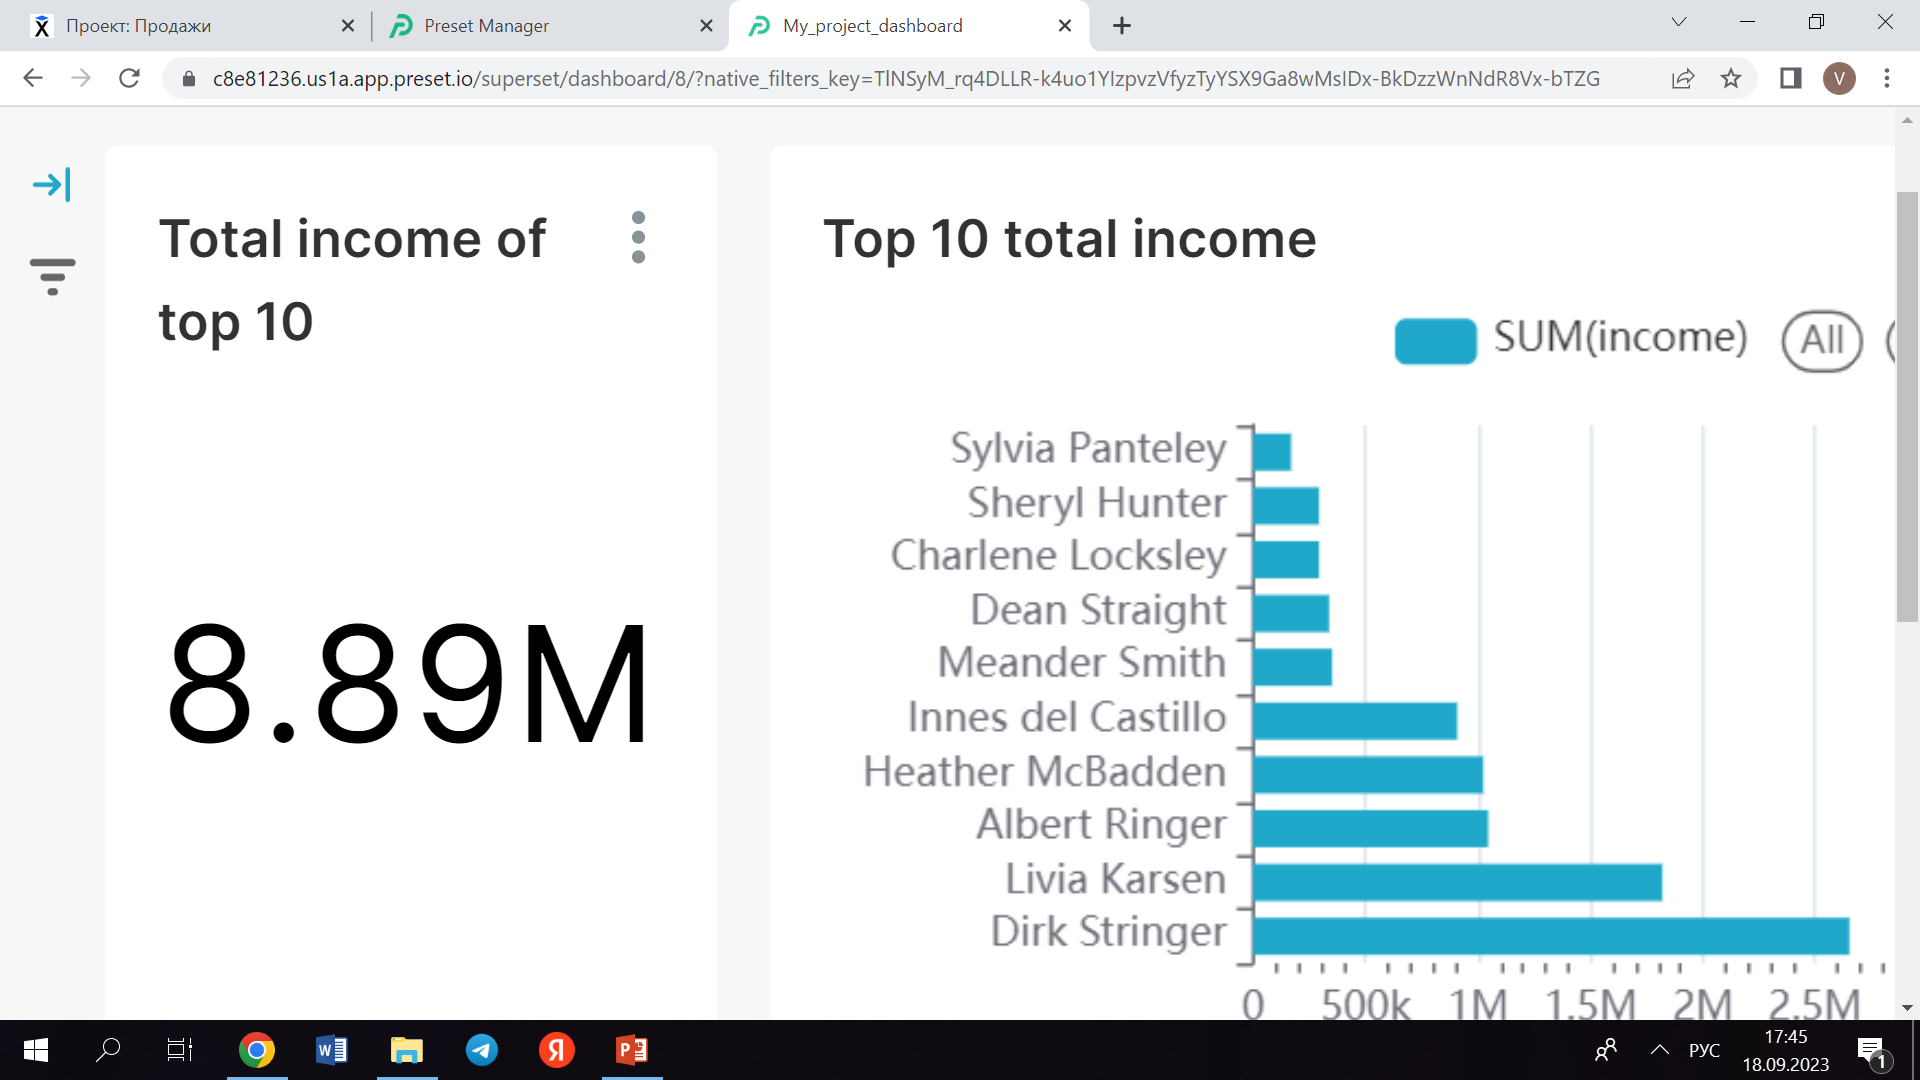 Проект: Продажи
Preset Manager
My_project_dashboard
c8e81236.us1a.app.preset.io/superset/dashboard/8/?native_filters_key=TlNSyM_rq4DLLR-k4uo1YIzpvzVfyzTyYSX9Ga8wMsIDx-BkDzzWnNdR8Vx-bTZG
V
Total income of
top 10
8.89M
Top 10 total income
SUM(income)
All
Sylvia Panteley
Sheryl Hunter
Charlene Locksley
Dean Straight
Meander Smith
Innes del Castillo
Heather McBadden
Albert Ringer
Livia Karsen
Dirk Stringer
0 500k 1M 1.5M 2M 2.5M
РУС
17:45
18.09.2023
1